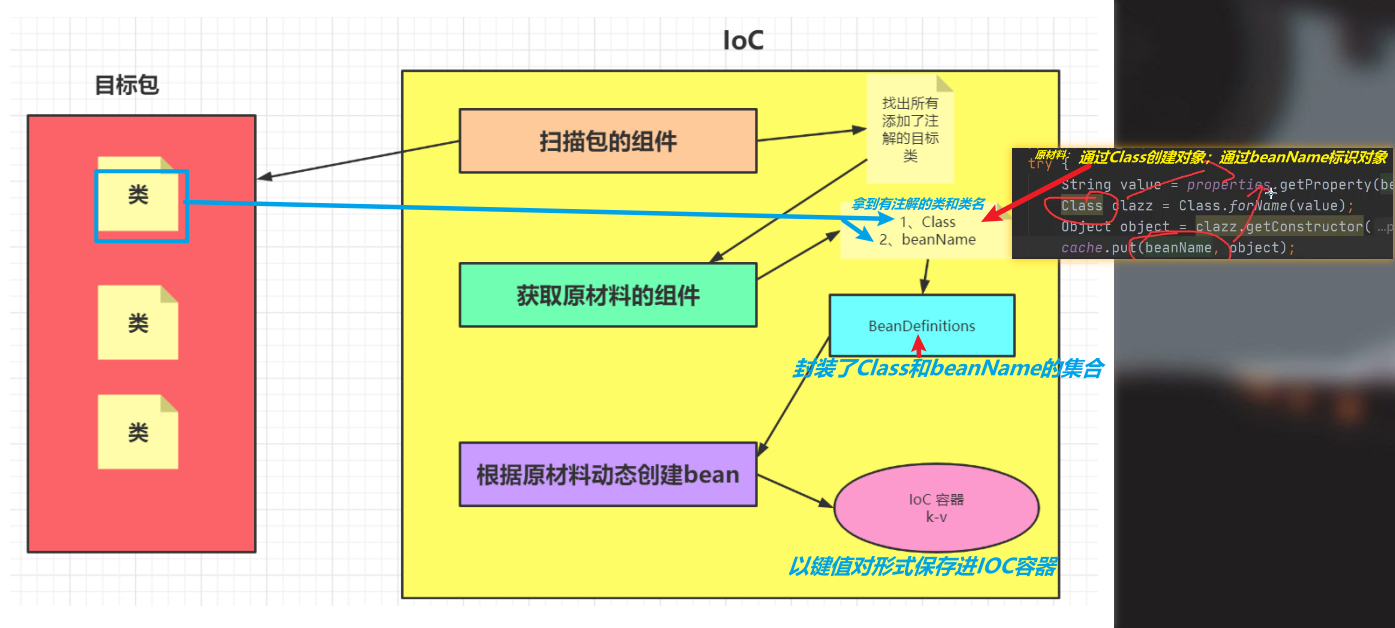 IoC
目标包
类
类
类
扫描包的组件
找出所有
添加了注
解的目标
类
原材料：通过Class创建对象；通过beanName标识对象
try {
String value = properties.getProperty(be
Class clazz = Class.forName(value);
Object object = clazz.getConstructor( …p
cache.put(beanName, object);
拿到有注解的类和类名
1、Class
2、beanName
获取原材料的组件
BeanDefinitions
封装了Class和beanName的集合
根据原材料动态创建bean
IoC 容器
k-v
以键值对形式保存进IOC容器